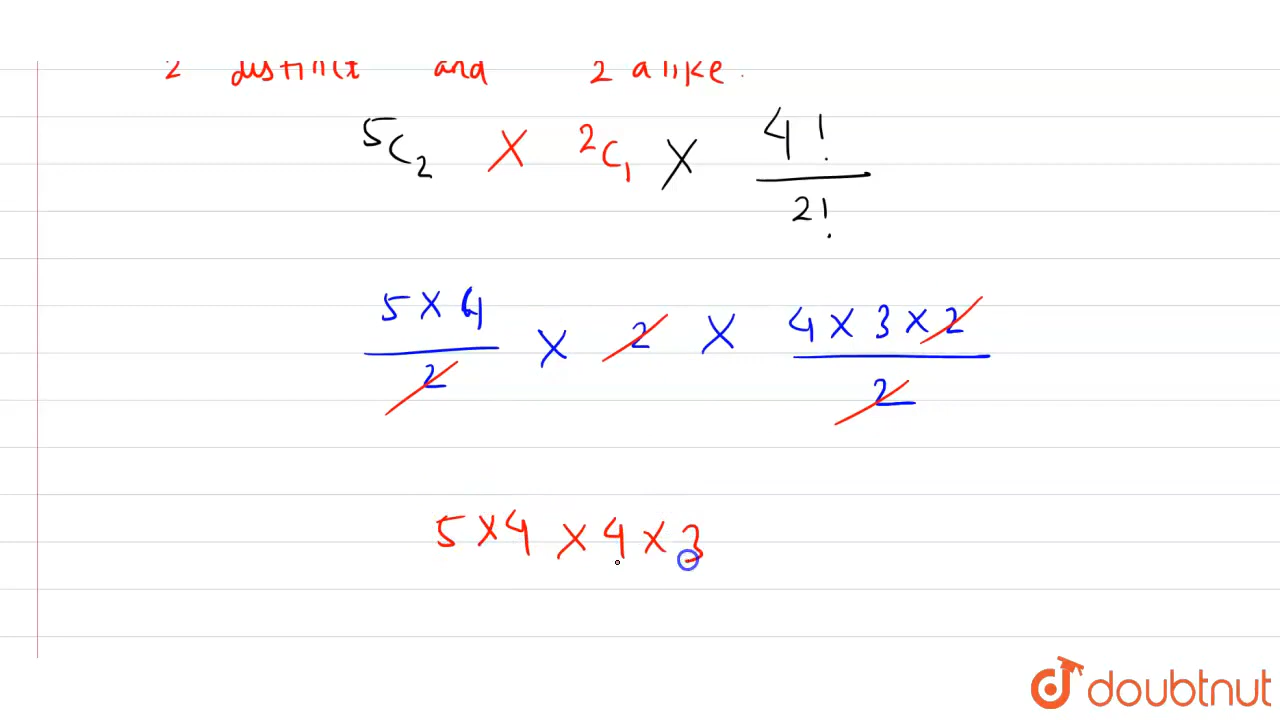 2 distinct and 2 alike.
⁵C₂ × ²C₁ × 4!/2!
5×4/2 × 2 × 4×3×2/2
5×4×4×3
doubtnut